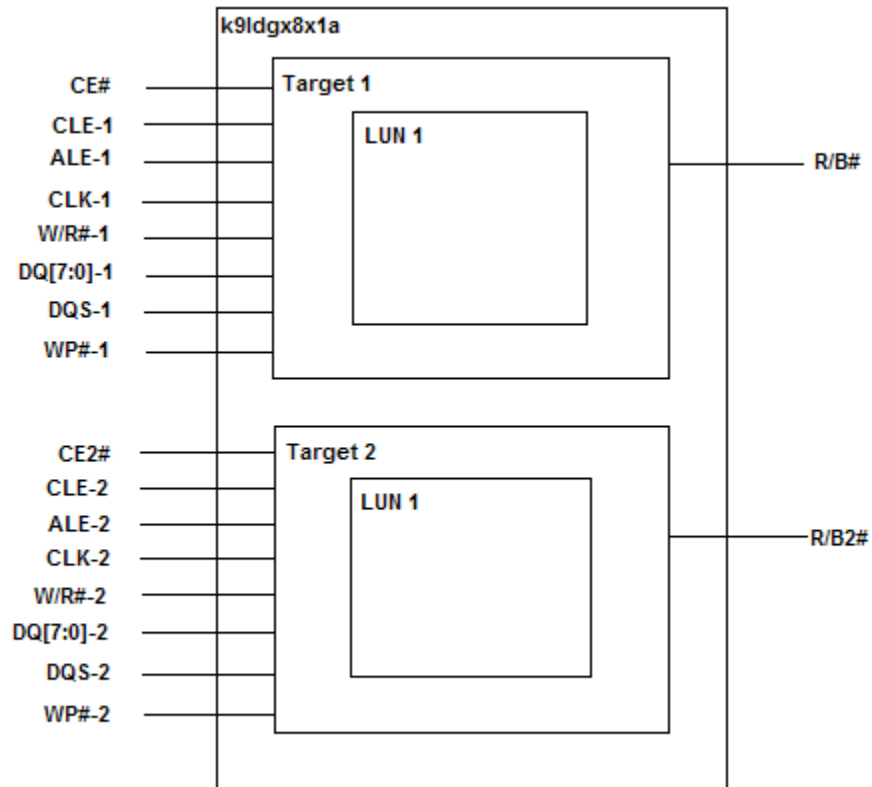 k9ldgx8x1a
CE#
Target 1
CLE-1
LUN 1
ALE-1
R/B#
CLK-1
W/R#-1
DQ[7:0]-1
DQS-1
WP#-1
CE2#
Target 2
CLE-2
LUN 1
ALE-2
R/B2#
CLK-2
W/R#-2
DQ[7:0]-2
DQS-2
WP#-2